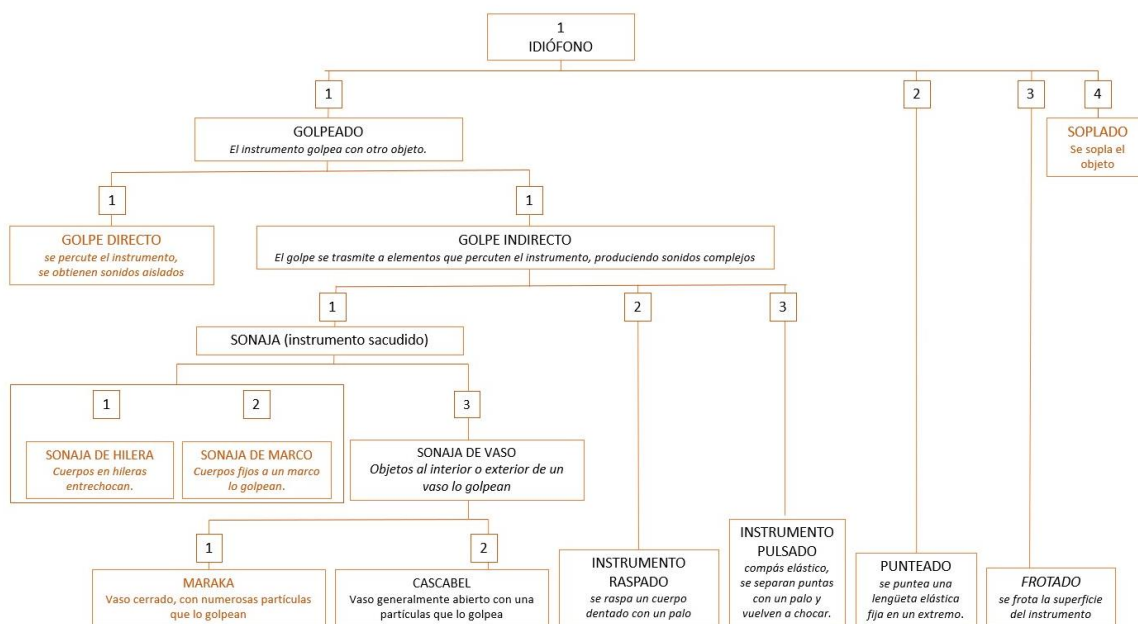 1
IDIÓFONO
1
2
3
4
GOLPEADO
El instrumento golpea con otro objeto.
SOPLADO
Se sopla el
objeto
1
1
GOLPE DIRECTO
se percute el instrumento,
se obtienen sonidos aislados
GOLPE INDIRECTO
El golpe se trasmite a elementos que percuten el instrumento, produciendo sonidos complejos
1
2
3
SONAJA (instrumento sacudido)
1
2
3
SONAJA DE HILERA
Cuerpos en hileras
entrechocan.
SONAJA DE MARCO
Cuerpos fijos a un marco
lo golpean.
SONAJA DE VASO
Objetos al interior o exterior de un
vaso lo golpean
1
2
MARAKA
Vaso cerrado, con numerosas partículas
que lo golpean
CASCABEL
Vaso generalmente abierto con una
partículas que lo golpea
INSTRUMENTO
RASPADO
se raspa un cuerpo
dentado con un palo
INSTRUMENTO
PULSADO
compás elástico,
se separan puntas
con un palo y
vuelven a chocar.
PUNTEADO
se puntea una
lengüeta elástica
fija en un extremo.
FROTADO
se frota la superficie
del instrumento